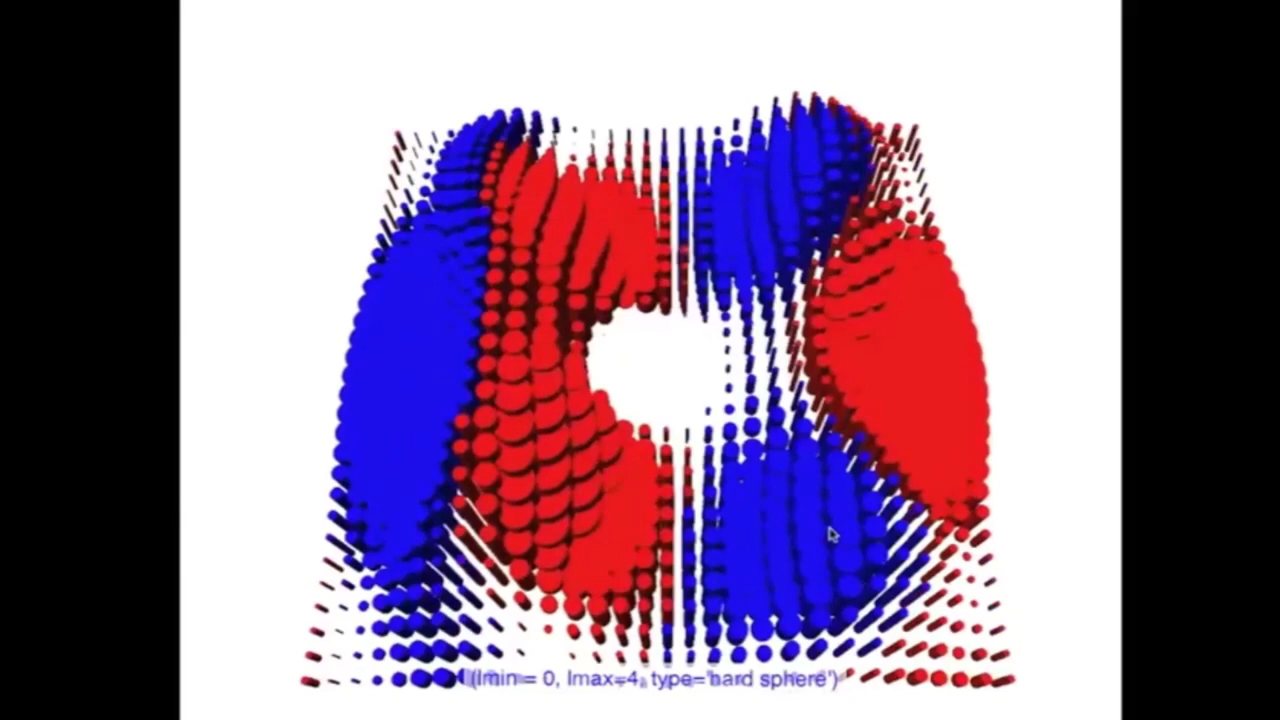 (lmin = 0, lmax=4, type='hard sphere')